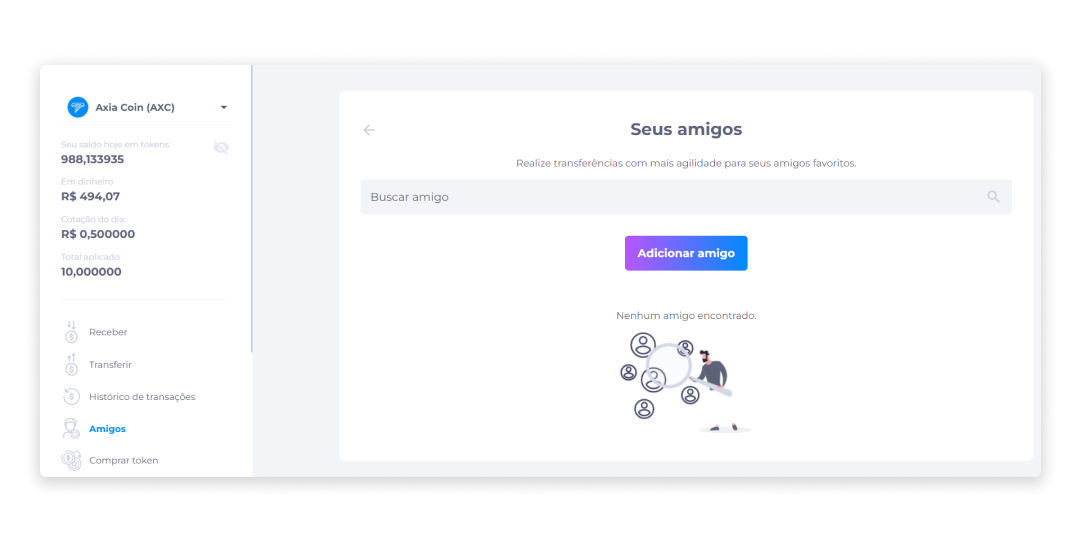 Axia Coin (AXC)
Seu saldo hoje em tokens
988,133935
Em dinheiro
R$ 494,07
Cotação do dia:
R$ 0,500000
Total aplicado
10,000000
Receber
Transferir
Histórico de transações
Amigos
Comprar token
Seus amigos
Realize transferências com mais agilidade para seus amigos favoritos.
Buscar amigo
Adicionar amigo
Nenhum amigo encontrado.